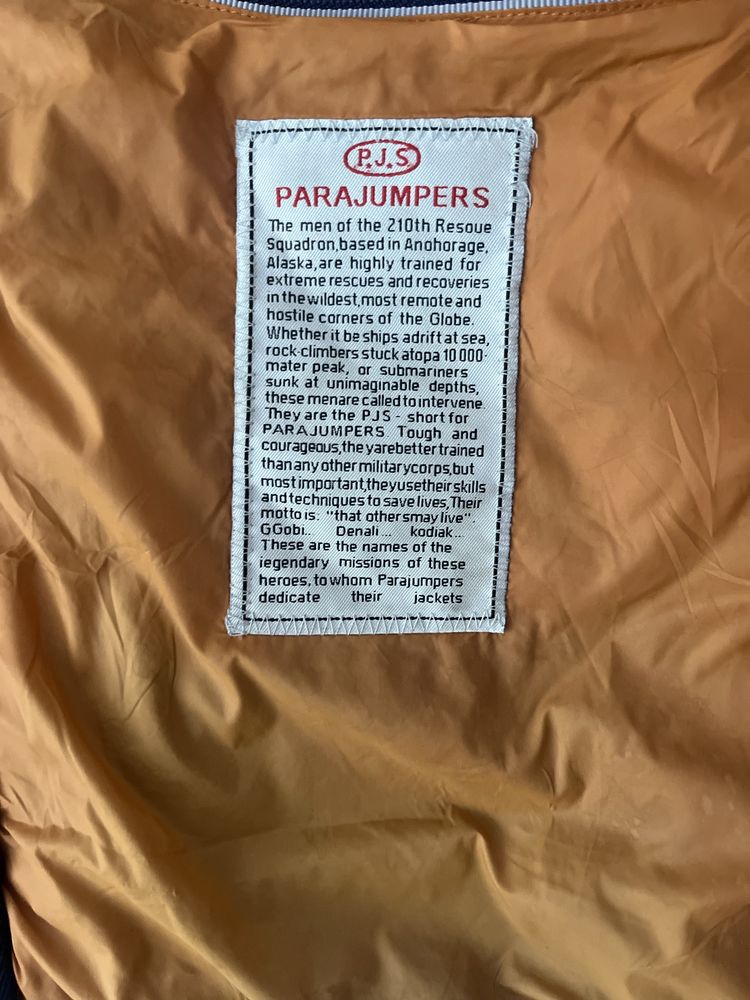 P.J.S
PARAJUMPERS
The men of the 210th Resoue
Squadron,based in Anohorage,
Alaska,are highly trained for
extreme rescues and recoveries
in the wildest,most remote and
hostile corners of the Globe.
Whether it be ships adrift at sea,
rock-climbers stuck atopa 10 000-
mater peak, or submariners
sunk at unimaginable depths,
these menare called to intervene.
They are the P.J.S - short for
PARAJUMPERS. Tough and
courageous,the yarebetter trained
than any other military corps,but
most important,theyusetheirskills
and techniques to save lives,Their
motto is: "that othersmay live".
GGobi... Denali ... kodiak...
These are the names of the
iegendary missions of these
heroes, to whom Parajumpers
dedicate their jackets